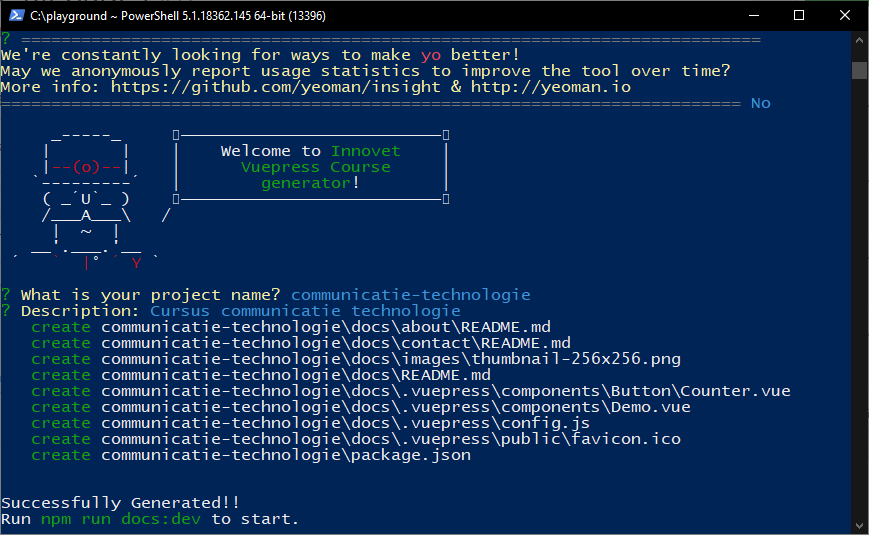 C:\playground ~ PowerShell 5.1.18362.145 64-bit (13396)
? ==========================================================================
We're constantly looking for ways to make yo better!
May we anonymously report usage statistics to improve the tool over time?
More info: https://github.com/yeoman/insight & http://yeoman.io
========================================================================== No
Welcome to Innovet
Vuepress Course
generator!
? What is your project name? communicatie-technologie
? Description: Cursus communicatie technologie
create communicatie-technologie\docs\about\README.md
create communicatie-technologie\docs\contact\README.md
create communicatie-technologie\docs\images\thumbnail-256x256.png
create communicatie-technologie\docs\README.md
create communicatie-technologie\docs\.vuepress\components\Button\Counter.vue
create communicatie-technologie\docs\.vuepress\components\Demo.vue
create communicatie-technologie\docs\.vuepress\config.js
create communicatie-technologie\docs\.vuepress\public\favicon.ico
create communicatie-technologie\package.json
Successfully Generated!!
Run npm run docs:dev to start.